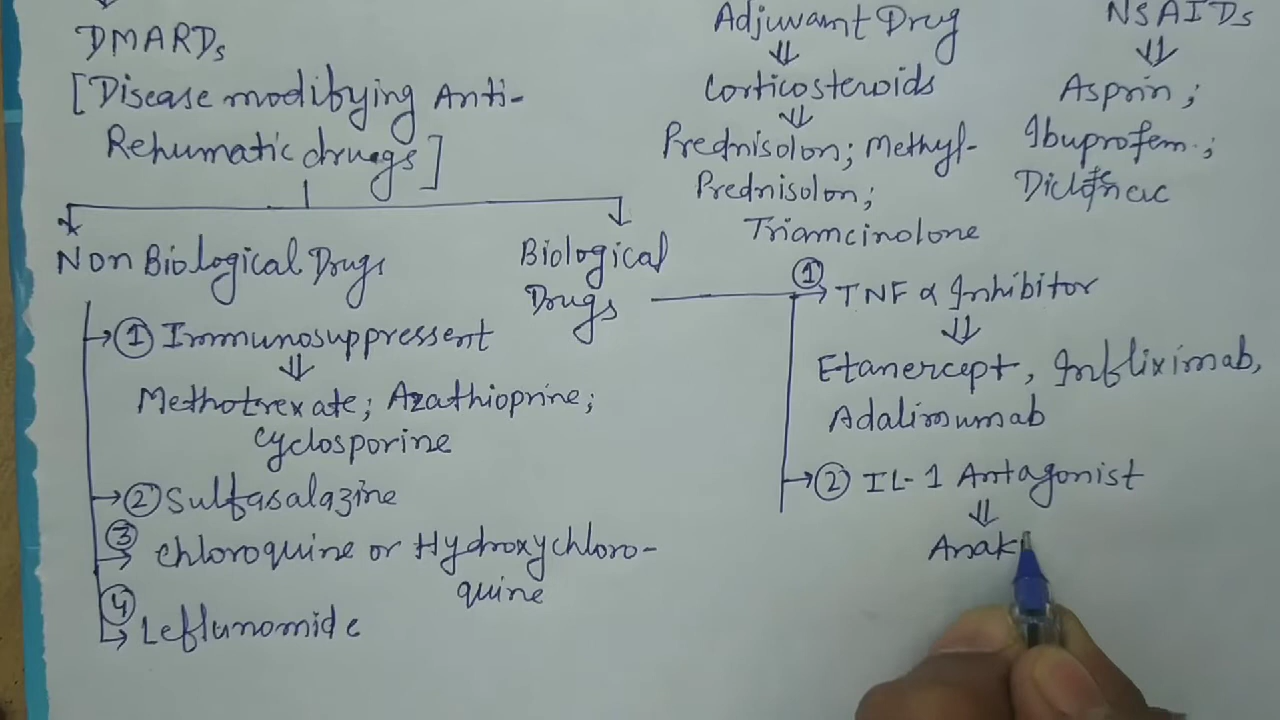 DMARDs
[Disease modifying Anti-
Rehumatic drugs]
Non Biological Drugs
① Immunosuppressent
Methotrexate; Azathioprine;
Cyclosporine
② Sulfasalazine
③ Chloroquine or Hydroxychloro-
quine
④ Leflunomide
Biological
Drugs
Adjuvant Drug
Corticosteroids
Prednisolon; Methyl-
Prednisolon;
Triamcinolone
NSAIDs
Asprin;
Ibuprofem.;
Diclofenac
① TNF α Inhibitor
Etanercept, Infliximab,
Adalimumab
② IL-1 Antagonist
Anak